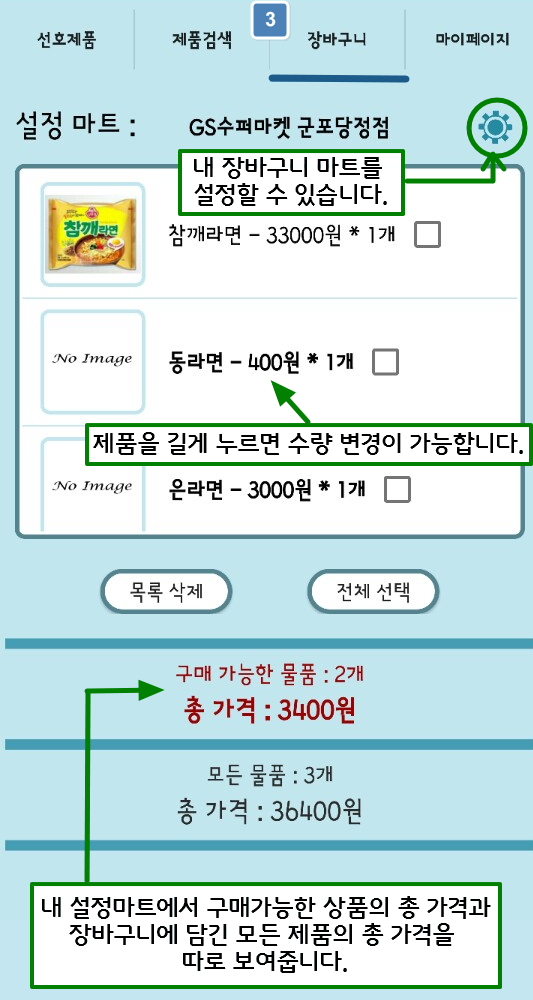 3
선호제품 제품검색 장바구니 마이페이지
설정 마트 : GS수퍼마켓 군포당정점
내 장바구니 마트를
설정할 수 있습니다.
참깨라면
참깨라면 - 33000원 * 1개
No Image
동라면 - 400원 * 1개
제품을 길게 누르면 수량 변경이 가능합니다.
No Image
은라면 - 3000원 * 1개
목록 삭제 전체 선택
구매 가능한 물품 : 2개
총 가격 : 3400원
모든 물품 : 3개
총 가격 : 36400원
내 설정마트에서 구매가능한 상품의 총 가격과
장바구니에 담긴 모든 제품의 총 가격을
따로 보여줍니다.